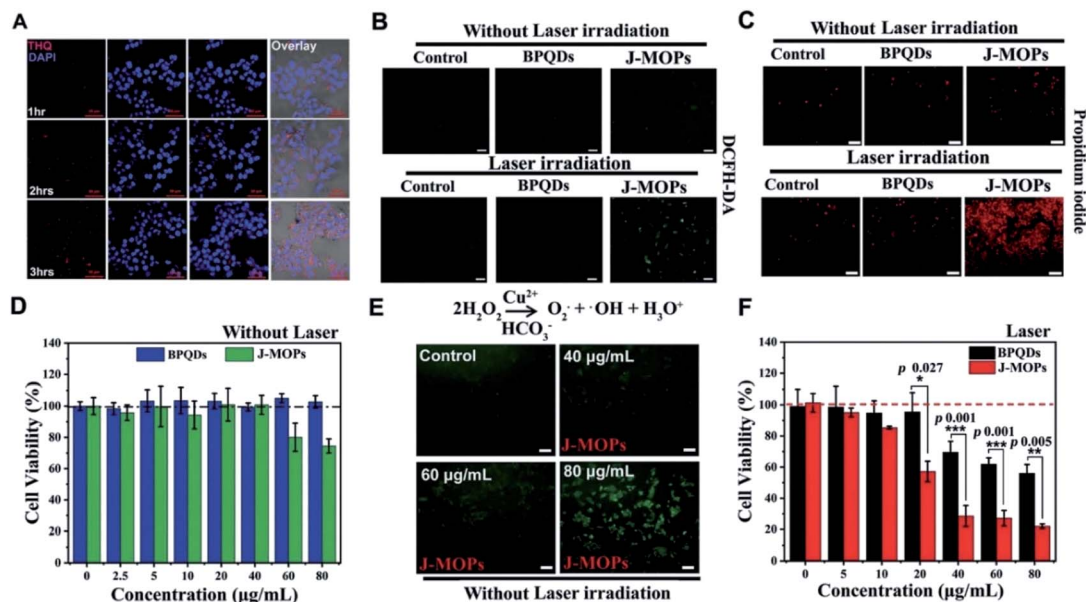 A
THQ
DAPI
Overlay
1hr
2hrs
3hrs
B
Without Laser irradiation
Control BPQDs J-MOPs
Laser irradiation
Control BPQDs J-MOPs
DCFH-DA
C
Without Laser irradiation
Control BPQDs J-MOPs
Laser irradiation
Control BPQDs J-MOPs
Propidium iodide
D
Without Laser
BPQDs J-MOPs
Cell Viability (%)
140
120
100
80
60
40
20
0
0 2.5 5 10 20 40 60 80
Concentration (µg/mL)
E
2H₂O₂ Cu²⁺ → HCO₃⁻ O₂·⁻ + ·OH + H₃O⁺
Control
40 µg/mL
J-MOPs
60 µg/mL
J-MOPs
80 µg/mL
J-MOPs
Without Laser irradiation
F
Laser
BPQDs
J-MOPs
p 0.027
*
p 0.001
***
p 0.001
***
p 0.005
**
Cell Viability (%)
140
120
100
80
60
40
20
0
0 5 10 20 40 60 80
Concentration (µg/mL)